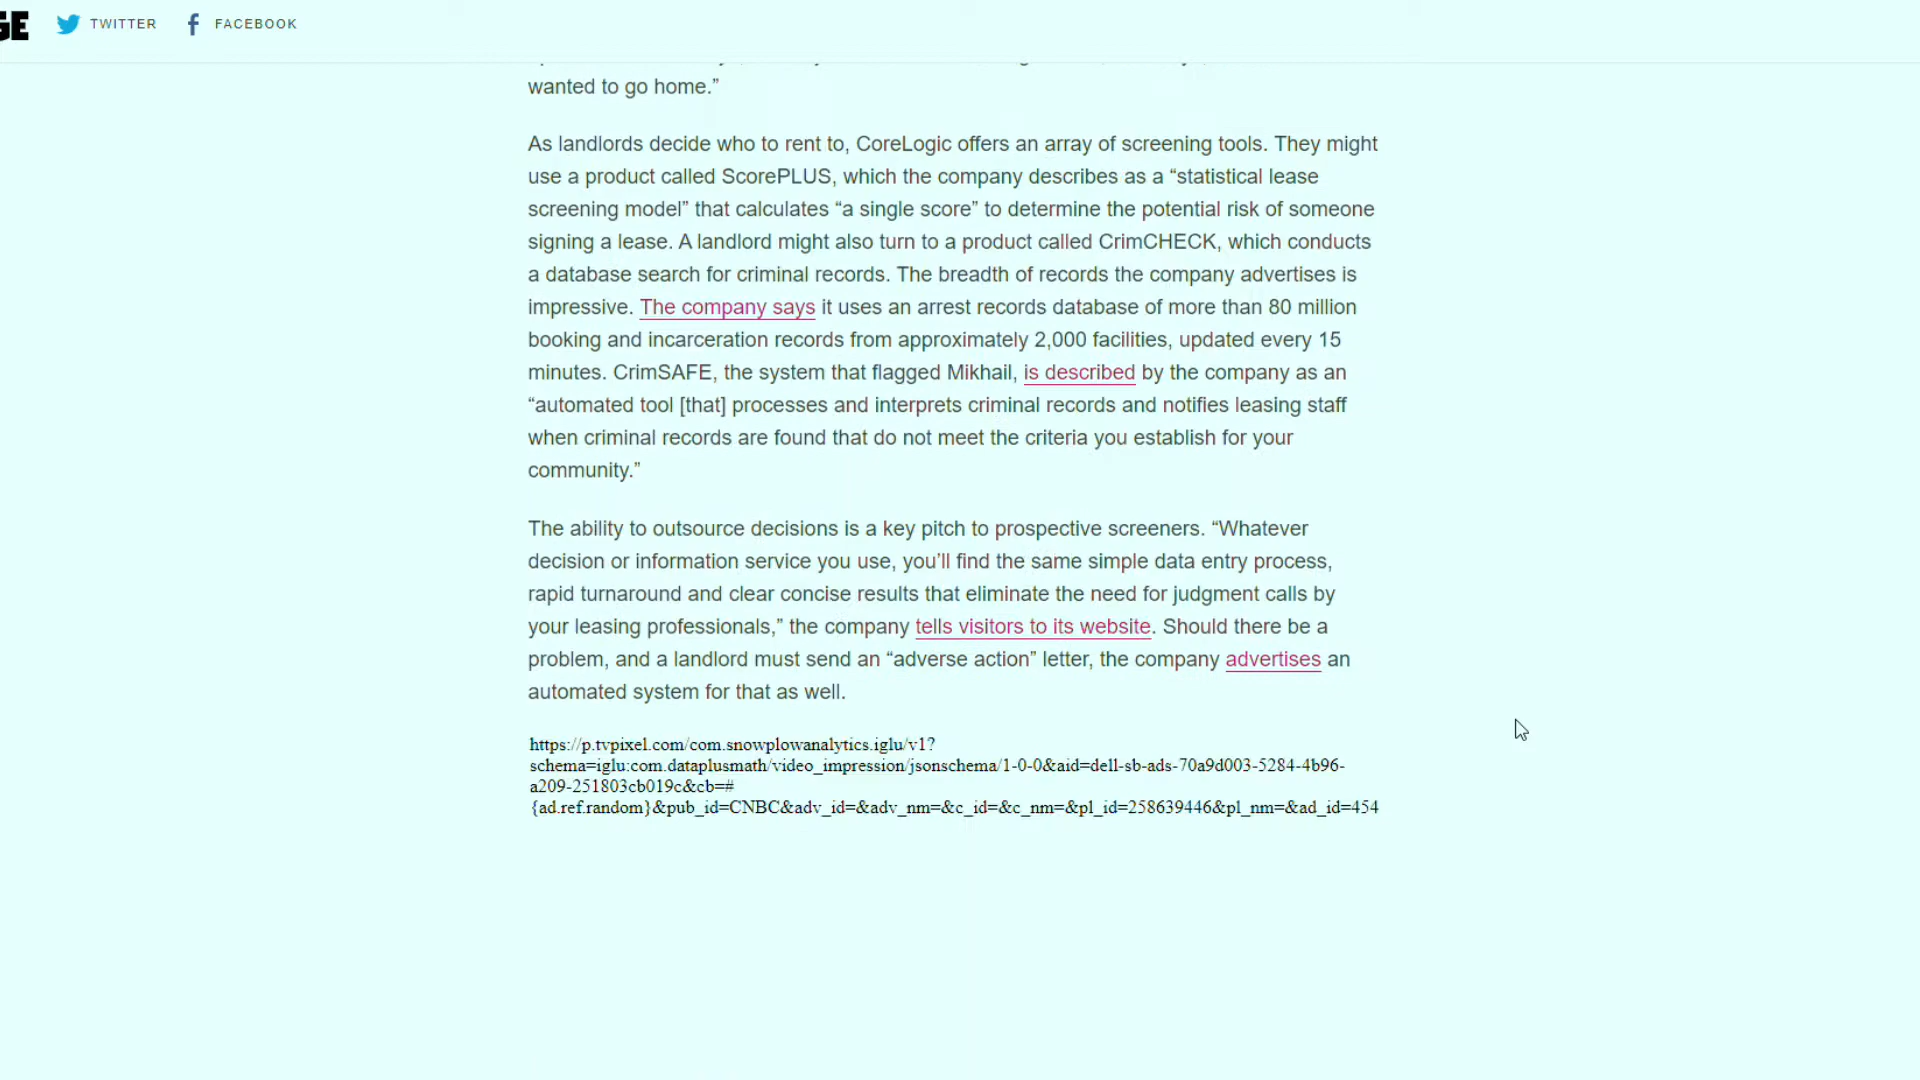 GE TWITTER FACEBOOK
wanted to go home.”
As landlords decide who to rent to, CoreLogic offers an array of screening tools. They might
use a product called ScorePLUS, which the company describes as a “statistical lease
screening model” that calculates “a single score” to determine the potential risk of someone
signing a lease. A landlord might also turn to a product called CrimCHECK, which conducts
a database search for criminal records. The breadth of records the company advertises is
impressive. The company says it uses an arrest records database of more than 80 million
booking and incarceration records from approximately 2,000 facilities, updated every 15
minutes. CrimSAFE, the system that flagged Mikhail, is described by the company as an
“automated tool [that] processes and interprets criminal records and notifies leasing staff
when criminal records are found that do not meet the criteria you establish for your
community.”
The ability to outsource decisions is a key pitch to prospective screeners. “Whatever
decision or information service you use, you’ll find the same simple data entry process,
rapid turnaround and clear concise results that eliminate the need for judgment calls by
your leasing professionals,” the company tells visitors to its website. Should there be a
problem, and a landlord must send an “adverse action” letter, the company advertises an
automated system for that as well.
https://p.tvpixel.com/com.snowplowanalytics.iglu/v1?
schema=iglu:com.dataplusmath/video_impression/jsonschema/1-0-0&aid=dell-sb-ads-70a9d003-5284-4b96-
a209-251803cb019c&cb=#
{ad.ref.random}&pub_id=CNBC&adv_id=&adv_nm=&c_id=&c_nm=&pl_id=258639446&pl_nm=&ad_id=454